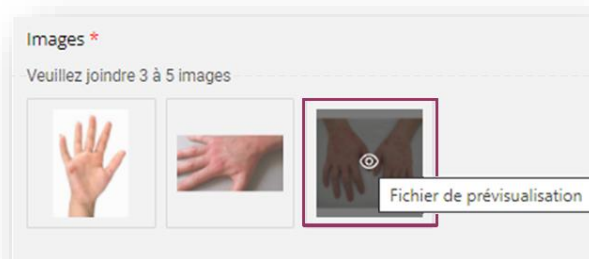 Images *
Veuillez joindre 3 à 5 images
Fichier de prévisualisation